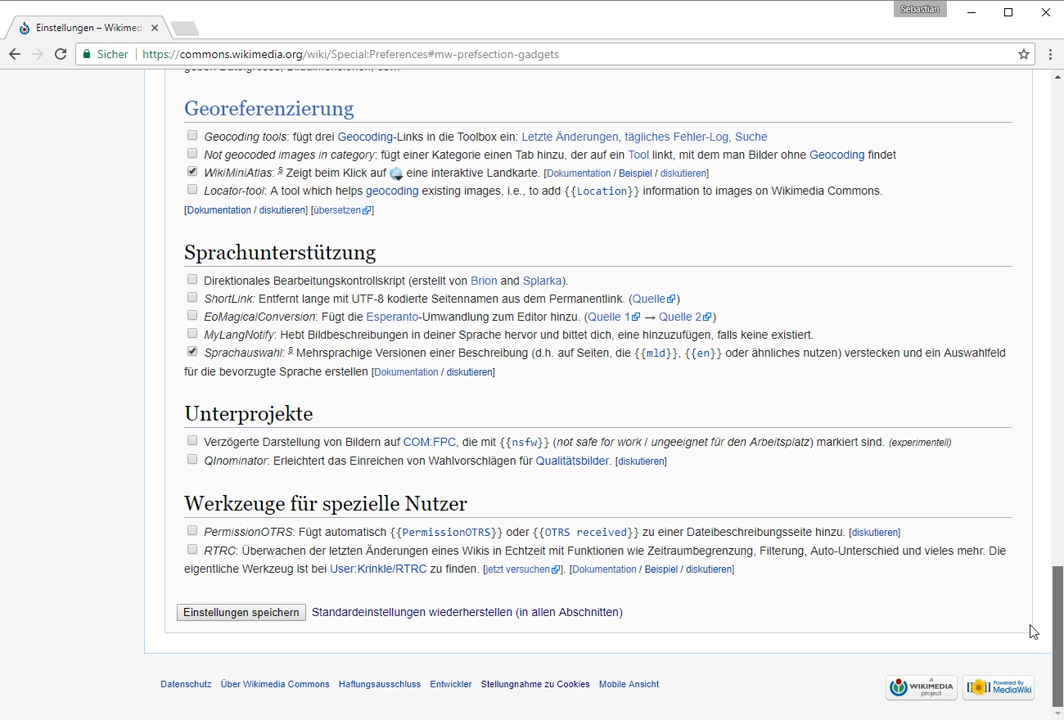 Sebastian
Einstellungen – Wikimed
Sicher https://commons.wikimedia.org/wiki/Special:Preferences#mw-prefsection-gadgets
Georeferenzierung
Geocoding tools: fügt drei Geocoding-Links in die Toolbox ein: Letzte Änderungen, tägliches Fehler-Log, Suche
Not geocoded images in category: fügt einer Kategorie einen Tab hinzu, der auf ein Tool linkt, mit dem man Bilder ohne Geocoding findet
WikiMiniAtlas: § Zeigt beim Klick auf eine interaktive Landkarte. [Dokumentation / Beispiel / diskutieren]
Locator-tool: A tool which helps geocoding existing images, i.e., to add {{Location}} information to images on Wikimedia Commons.
[Dokumentation / diskutieren] [übersetzen]
Sprachunterstützung
Direktionales Bearbeitungskontrollskript (erstellt von Brion and Splarka).
ShortLink: Entfernt lange mit UTF-8 kodierte Seitennamen aus dem Permanentlink. (Quelle)
EoMagicalConversion: Fügt die Esperanto-Umwandlung zum Editor hinzu. (Quelle 1 → Quelle 2)
MyLangNotify: Hebt Bildbeschreibungen in deiner Sprache hervor und bittet dich, eine hinzuzufügen, falls keine existiert.
Sprachauswahl: § Mehrsprachige Versionen einer Beschreibung (d.h. auf Seiten, die {{mld}}, {{en}} oder ähnliches nutzen) verstecken und ein Auswahlfeld
für die bevorzugte Sprache erstellen [Dokumentation / diskutieren]
Unterprojekte
Verzögerte Darstellung von Bildern auf COM:FPC, die mit {{nsfw}} (not safe for work / ungeeignet für den Arbeitsplatz) markiert sind. (experimentell)
QInominator: Erleichtert das Einreichen von Wahlvorschlägen für Qualitätsbilder. [diskutieren]
Werkzeuge für spezielle Nutzer
PermissionOTRS: Fügt automatisch {{PermissionOTRS}} oder {{OTRS received}} zu einer Dateibeschreibungsseite hinzu. [diskutieren]
RTRC: Überwachen der letzten Änderungen eines Wikis in Echtzeit mit Funktionen wie Zeitraumbegrenzung, Filterung, Auto-Unterschied und vieles mehr. Die
eigentliche Werkzeug ist bei User:Krinkle/RTRC zu finden. [jetzt versuchen]. [Dokumentation / Beispiel / diskutieren]
Einstellungen speichern Standardeinstellungen wiederherstellen (in allen Abschnitten)
Datenschutz Über Wikimedia Commons Haftungsausschluss Entwickler Stellungnahme zu Cookies Mobile Ansicht
A WIKIMEDIA project Powered By MediaWiki